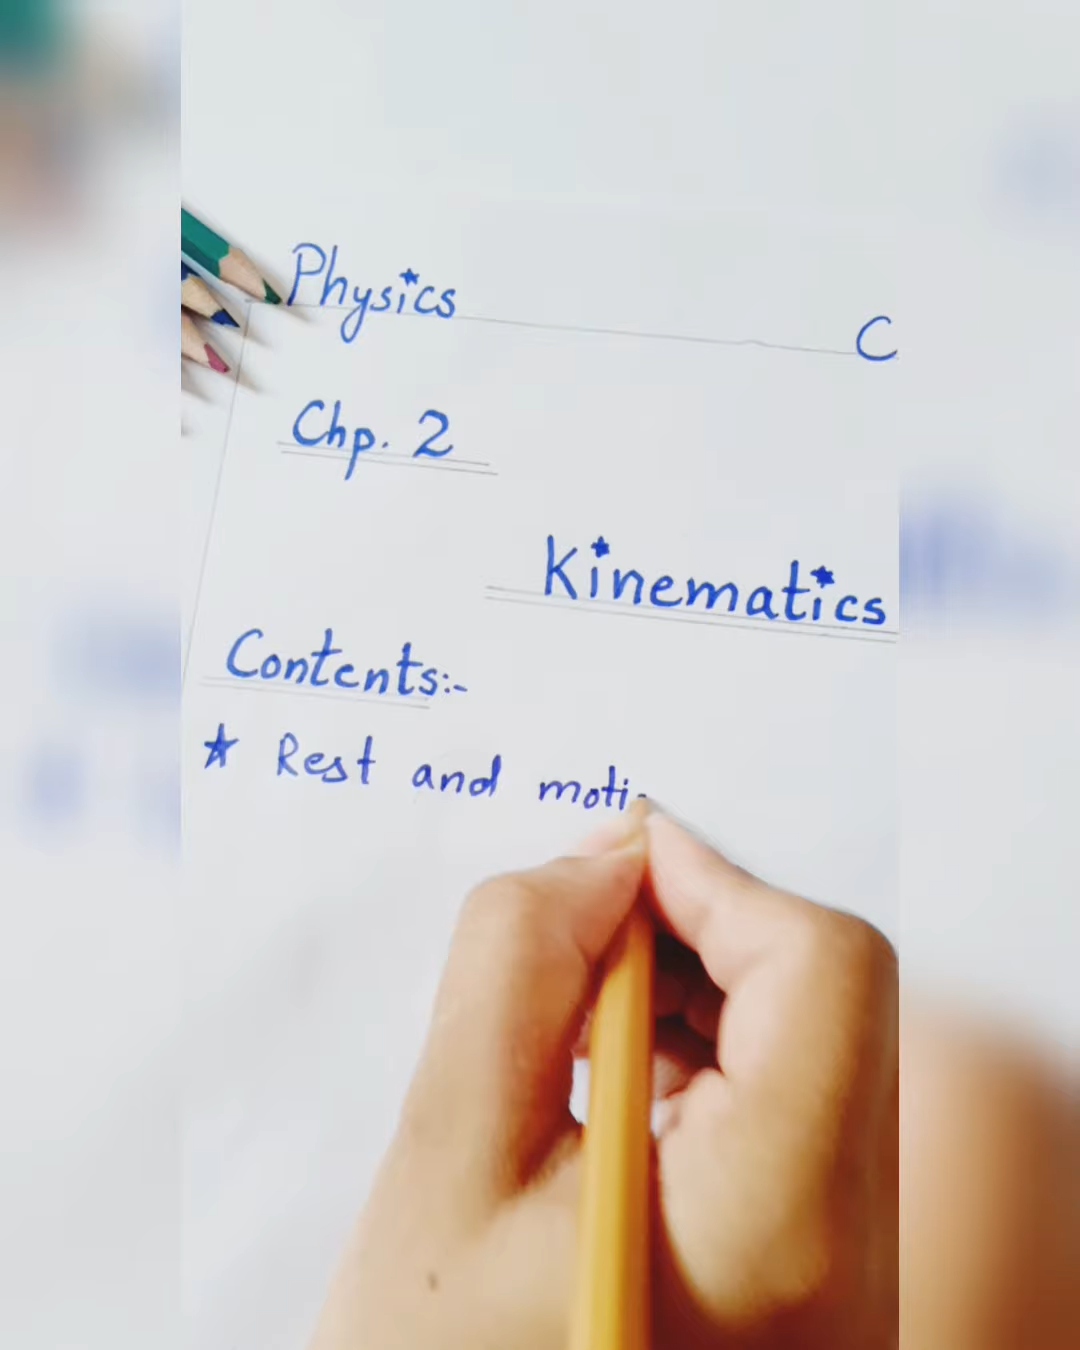 Physics C
Chp. 2
Kinematics
Contents:-
★ Rest and moti